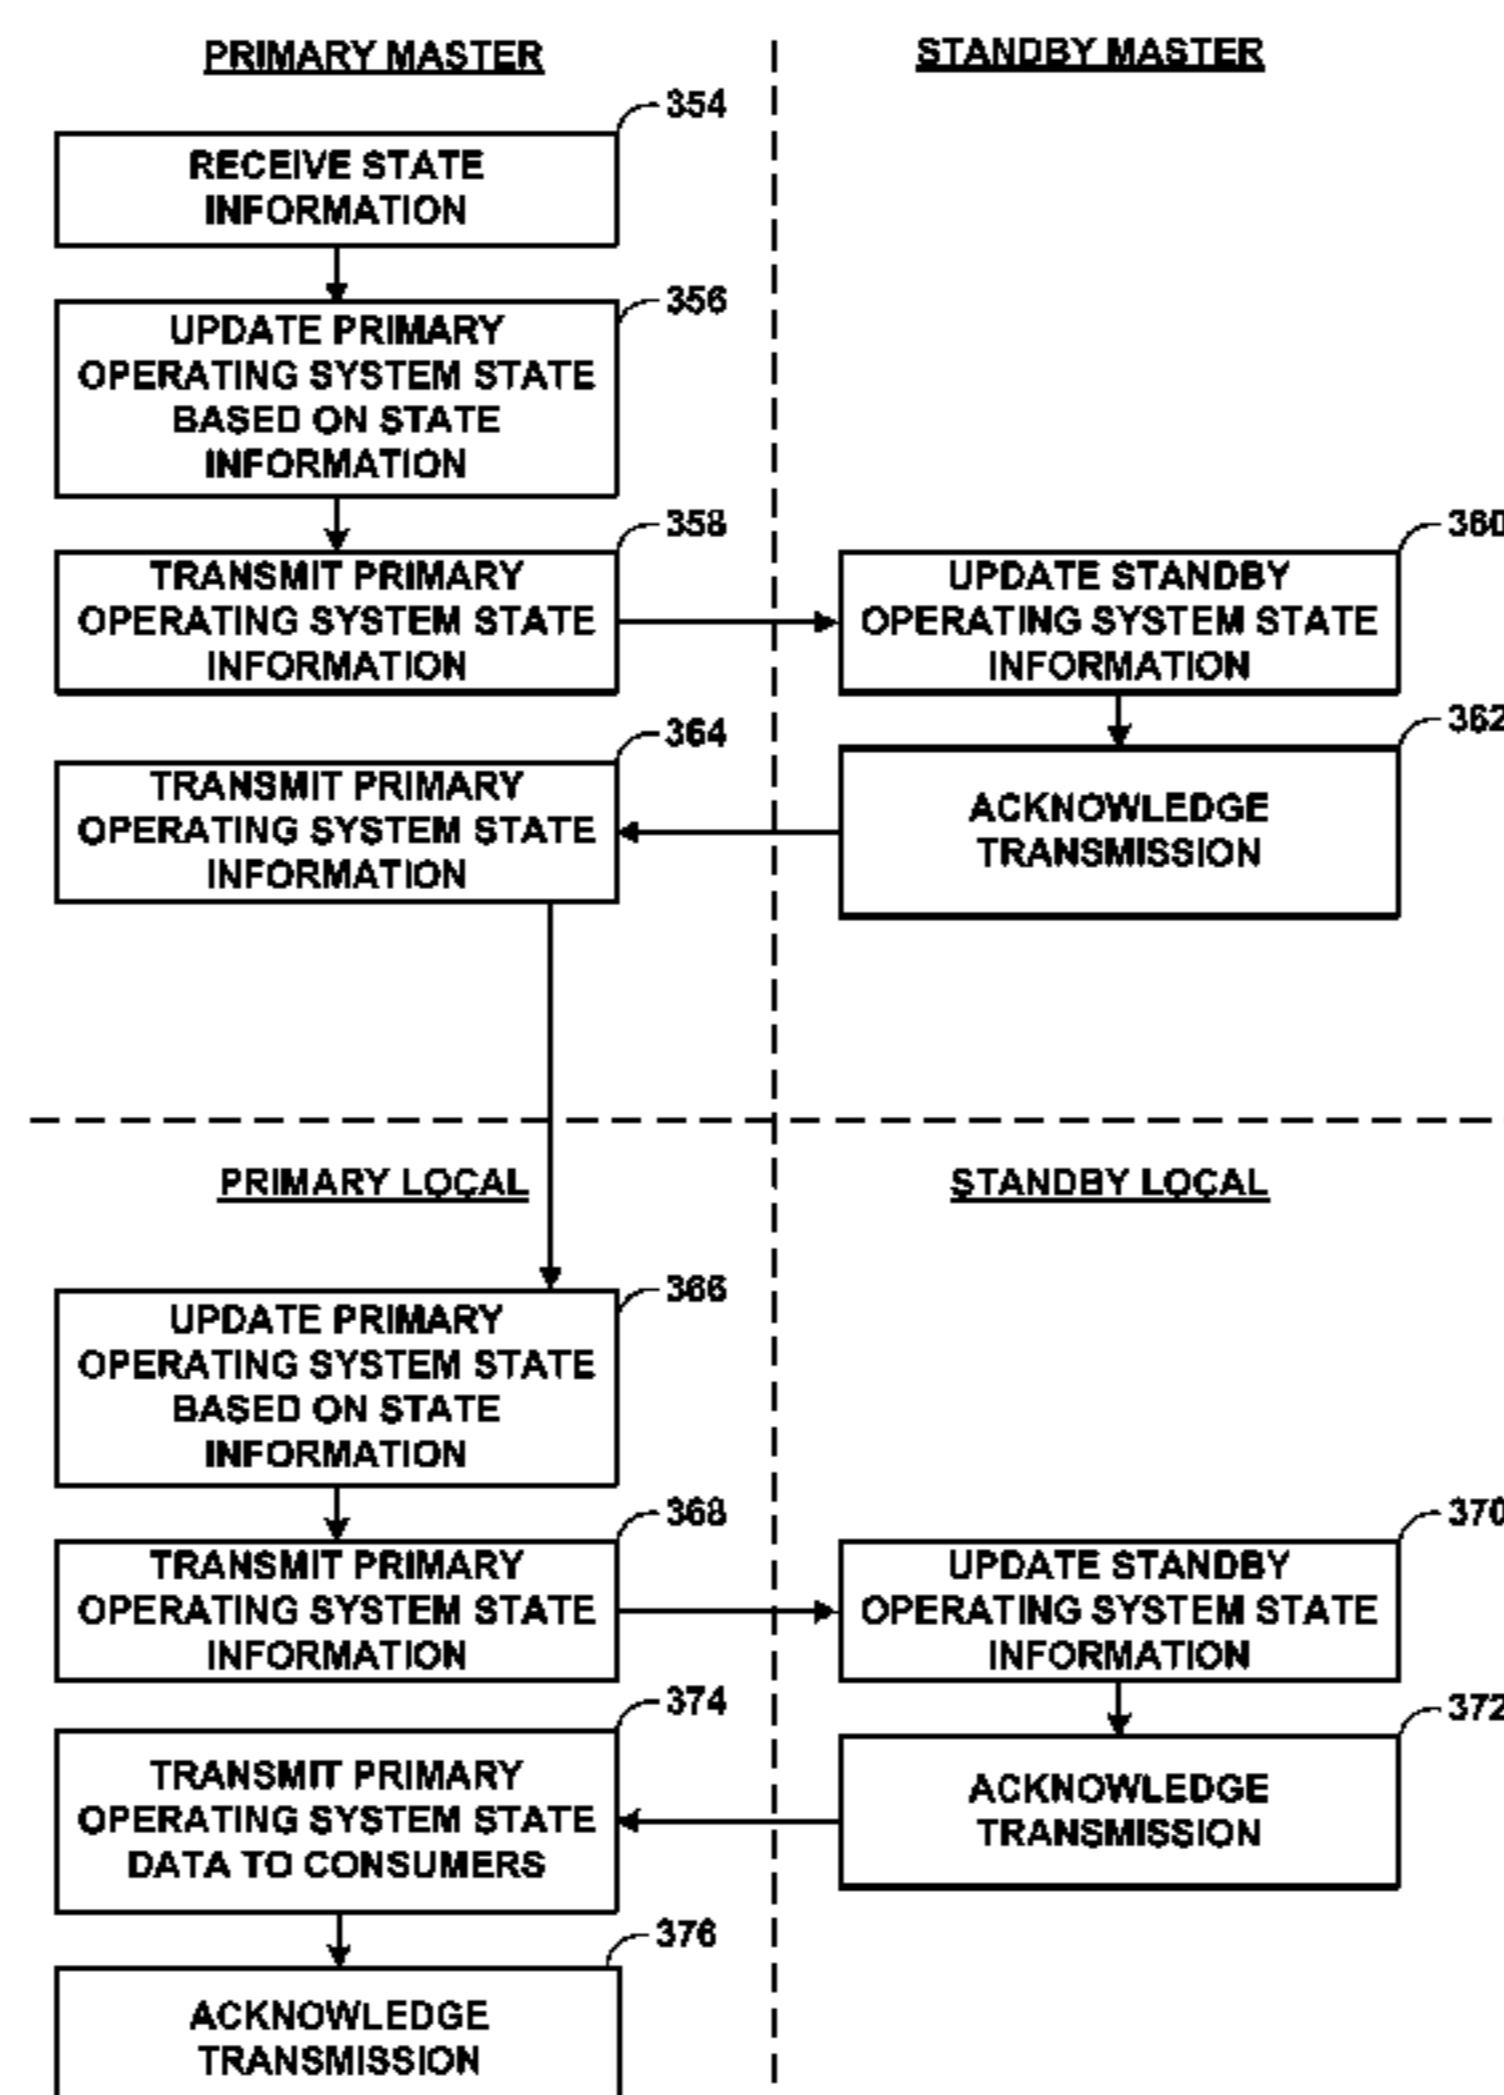 PRIMARY MASTER
STANDBY MASTER
354
RECEIVE STATE
INFORMATION
356
UPDATE PRIMARY
OPERATING SYSTEM STATE
BASED ON STATE
INFORMATION
358
TRANSMIT PRIMARY
OPERATING SYSTEM STATE
INFORMATION
360
UPDATE STANDBY
OPERATING SYSTEM STATE
INFORMATION
362
ACKNOWLEDGE
TRANSMISSION
364
TRANSMIT PRIMARY
OPERATING SYSTEM STATE
INFORMATION
PRIMARY LOCAL
STANDBY LOCAL
366
UPDATE PRIMARY
OPERATING SYSTEM STATE
BASED ON STATE
INFORMATION
368
TRANSMIT PRIMARY
OPERATING SYSTEM STATE
INFORMATION
370
UPDATE STANDBY
OPERATING SYSTEM STATE
INFORMATION
372
ACKNOWLEDGE
TRANSMISSION
374
TRANSMIT PRIMARY
OPERATING SYSTEM STATE
DATA TO CONSUMERS
376
ACKNOWLEDGE
TRANSMISSION